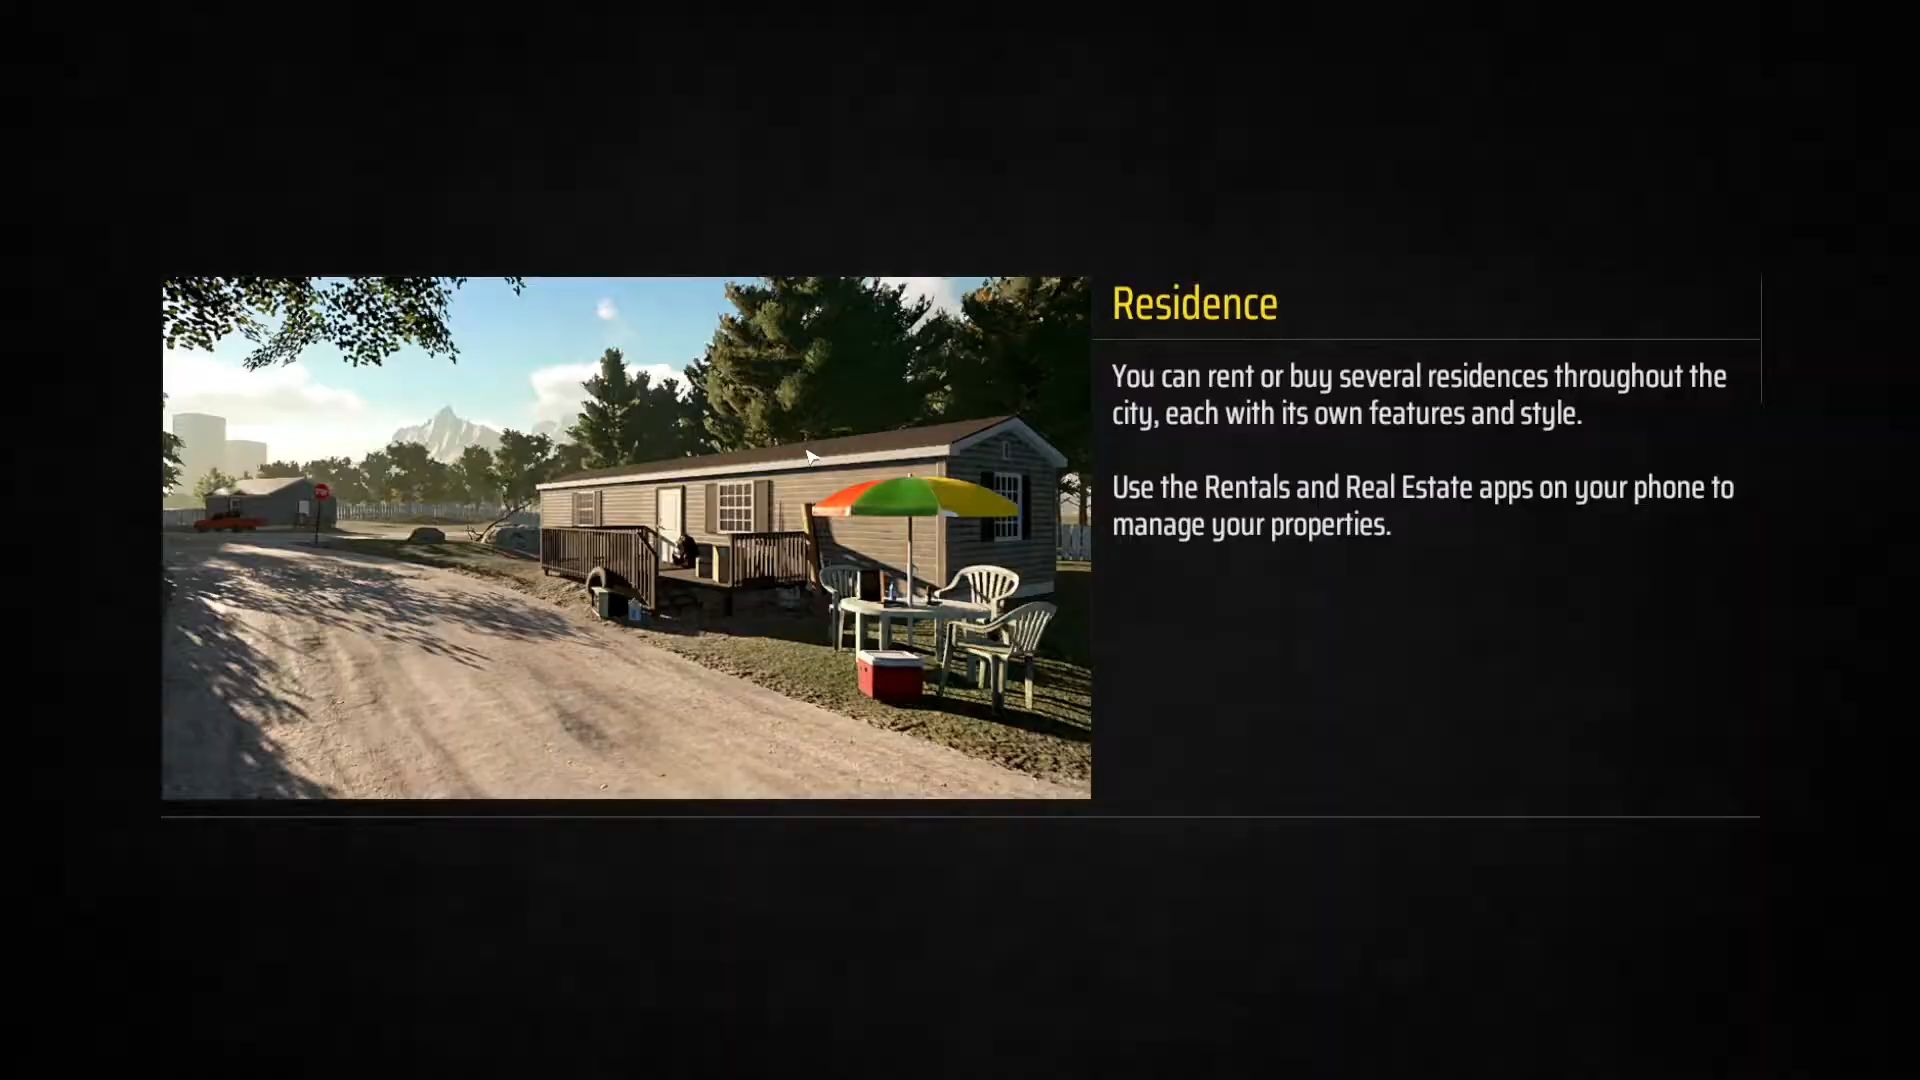 Residence
You can rent or buy several residences throughout the
city, each with its own features and style.
Use the Rentals and Real Estate apps on your phone to
manage your properties.